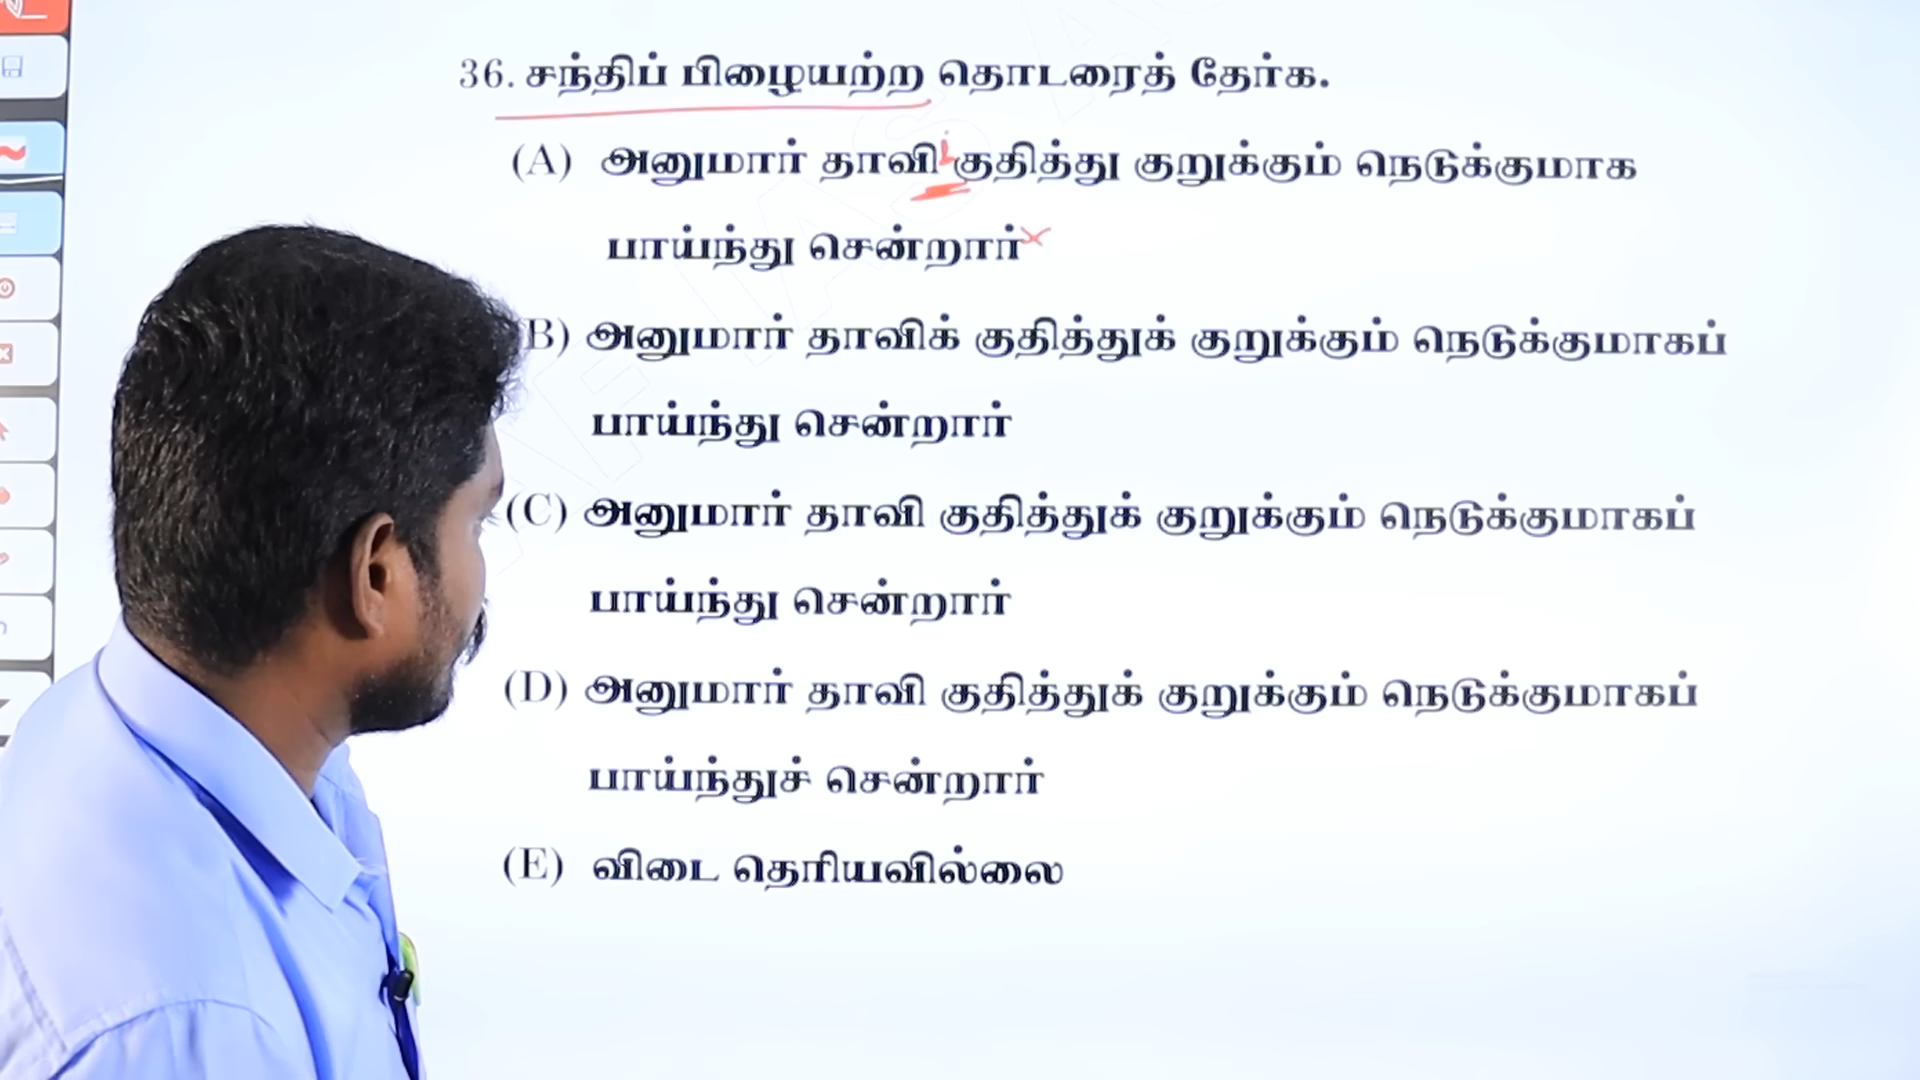 36. சந்திப் பிழையற்ற தொடரைத் தேர்க.
(A) அனுமார் தாவி குதித்து குறுக்கும் நெடுக்குமாக
பாய்ந்து சென்றார்
B) அனுமார் தாவிக் குதித்துக் குறுக்கும் நெடுக்குமாகப்
பாய்ந்து சென்றார்
(C) அனுமார் தாவி குதித்துக் குறுக்கும் நெடுக்குமாகப்
பாய்ந்து சென்றார்
(D) அனுமார் தாவி குதித்துக் குறுக்கும் நெடுக்குமாகப்
பாய்ந்துச் சென்றார்
(E) விடை தெரியவில்லை